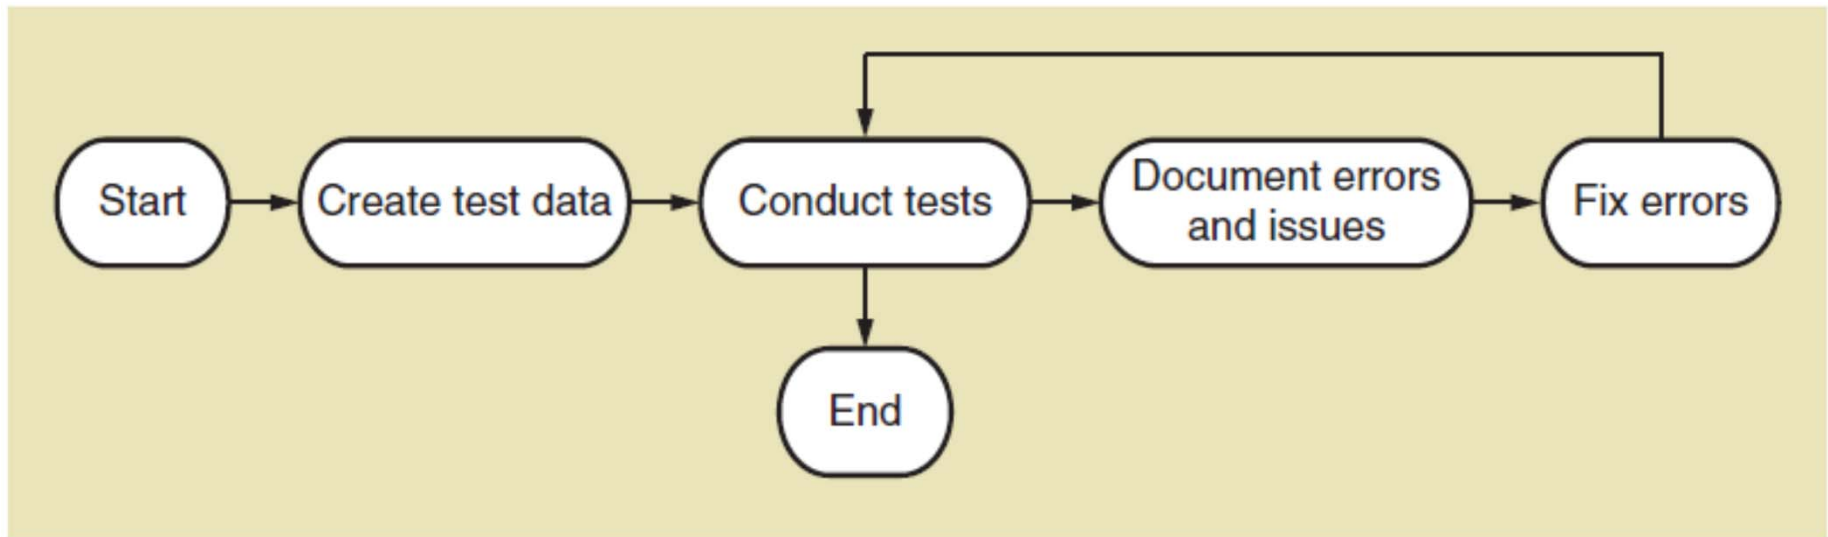 Start
Create test data
Conduct tests
Document errors
and issues
Fix errors
End